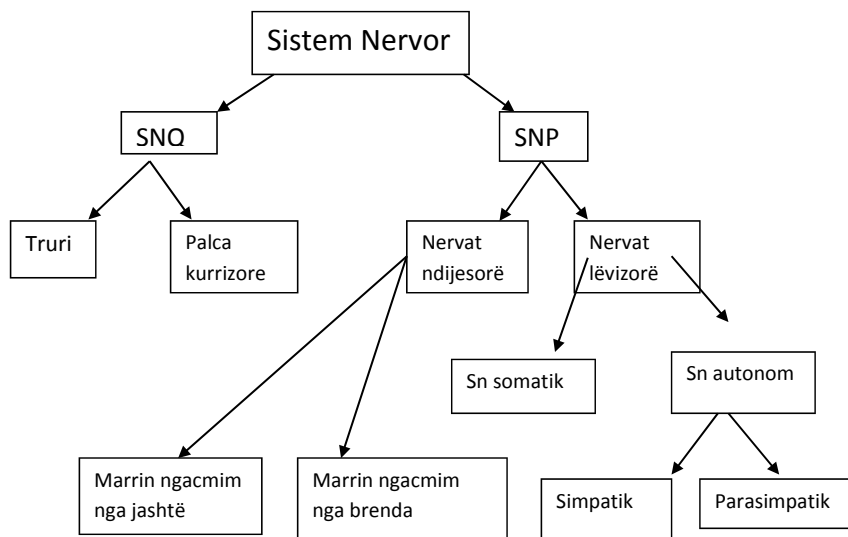 Sistem Nervor
SNQ
SNP
Truri
Palca
kurrizore
Nervat
ndijesorë
Nervat
lëvizorë
Sn somatik
Sn autonom
Marrin ngacmim
nga jashtë
Marrin ngacmim
nga brenda
Simpatik
Parasimpatik